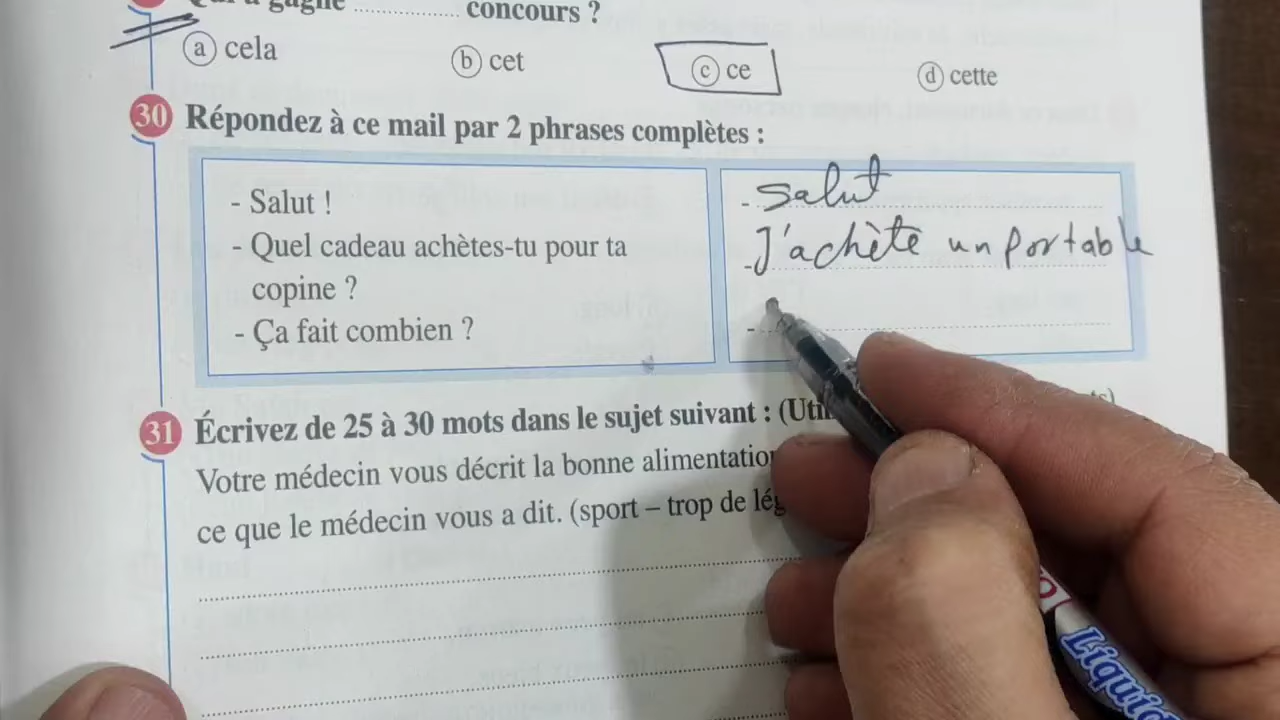 gagné .................. concours ?
ⓐ cela ⓑ cet ⓒ ce ⓓ cette
30 Répondez à ce mail par 2 phrases complètes :
- Salut !
- Quel cadeau achètes-tu pour ta
copine ?
- Ça fait combien ?
- Salut
- J'achète un portable
-
31 Écrivez de 25 à 30 mots dans le sujet suivant :
Votre médecin vous décrit la bonne
ce que le médecin vous a dit. (sport – trop de
Liquid